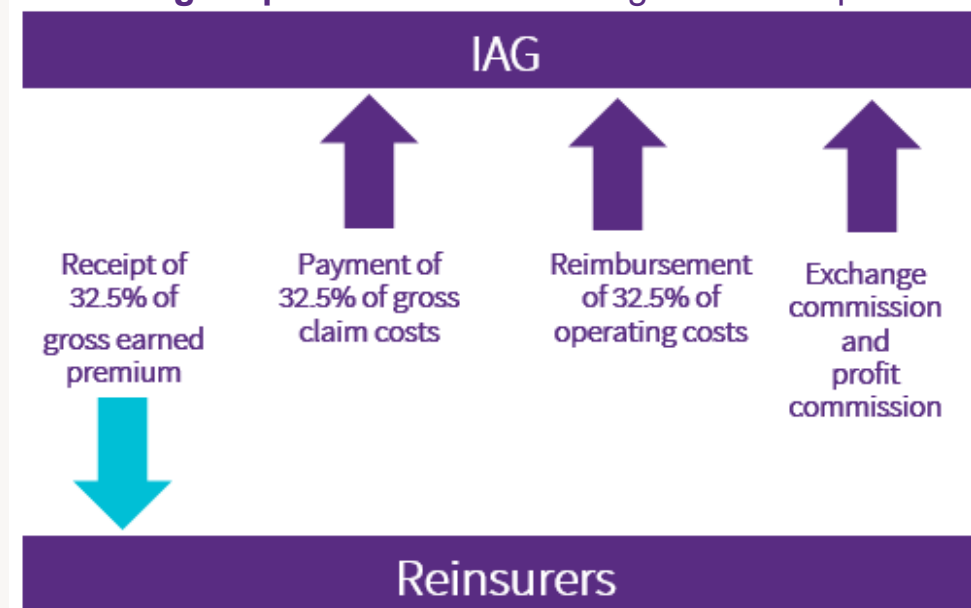 IAG
Receipt of
32.5% of
gross earned
premium
Payment of
32.5% of gross
claim costs
Reimbursement
of 32.5% of
operating costs
Exchange
commission
and
profit
commission
Reinsurers